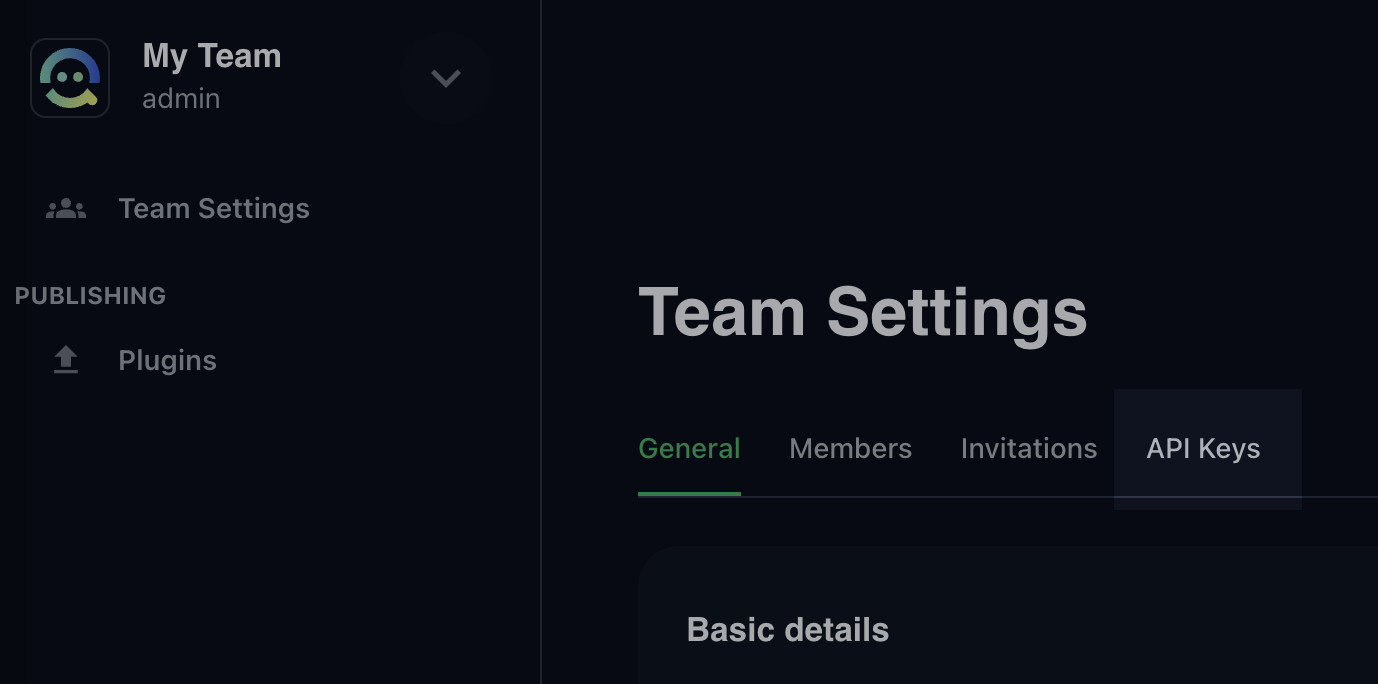 My Team
admin
Team Settings
PUBLISHING
Plugins
Team Settings
General Members Invitations API Keys
Basic details